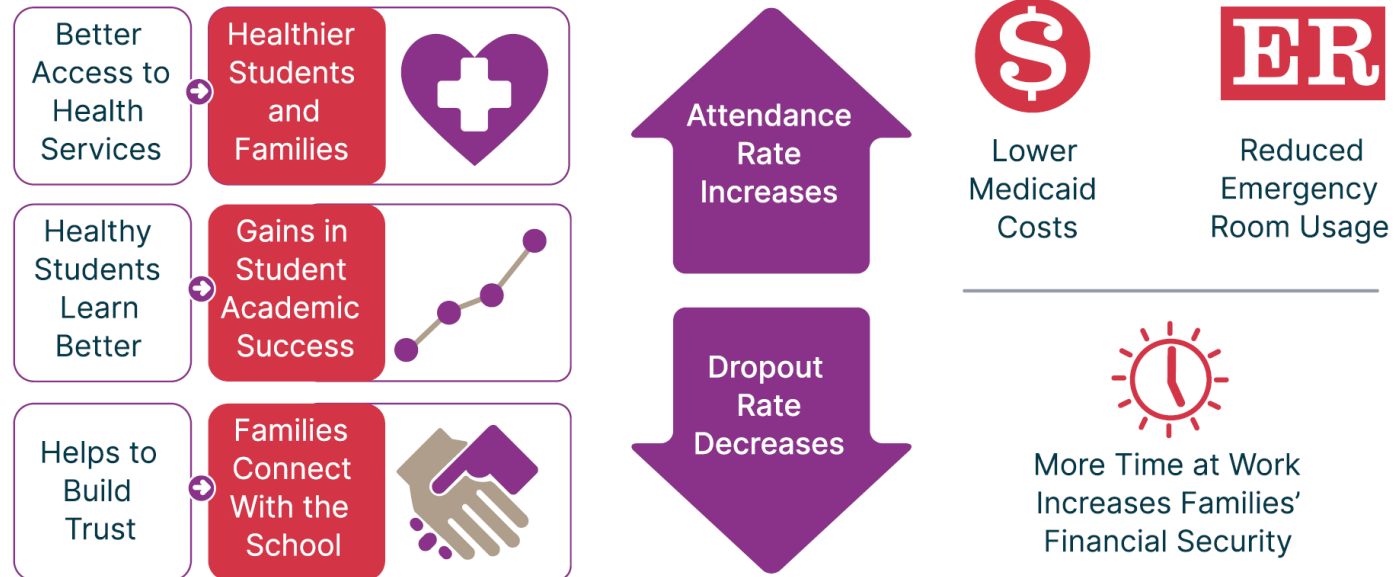 Better
Access to
Health
Services
Healthier
Students
and
Families
Healthy
Students
Learn
Better
Gains in
Student
Academic
Success
Helps to
Build
Trust
Families
Connect
With the
School
Attendance
Rate
Increases
Dropout
Rate
Decreases
$
Lower
Medicaid
Costs
ER
Reduced
Emergency
Room Usage
More Time at Work
Increases Families’
Financial Security